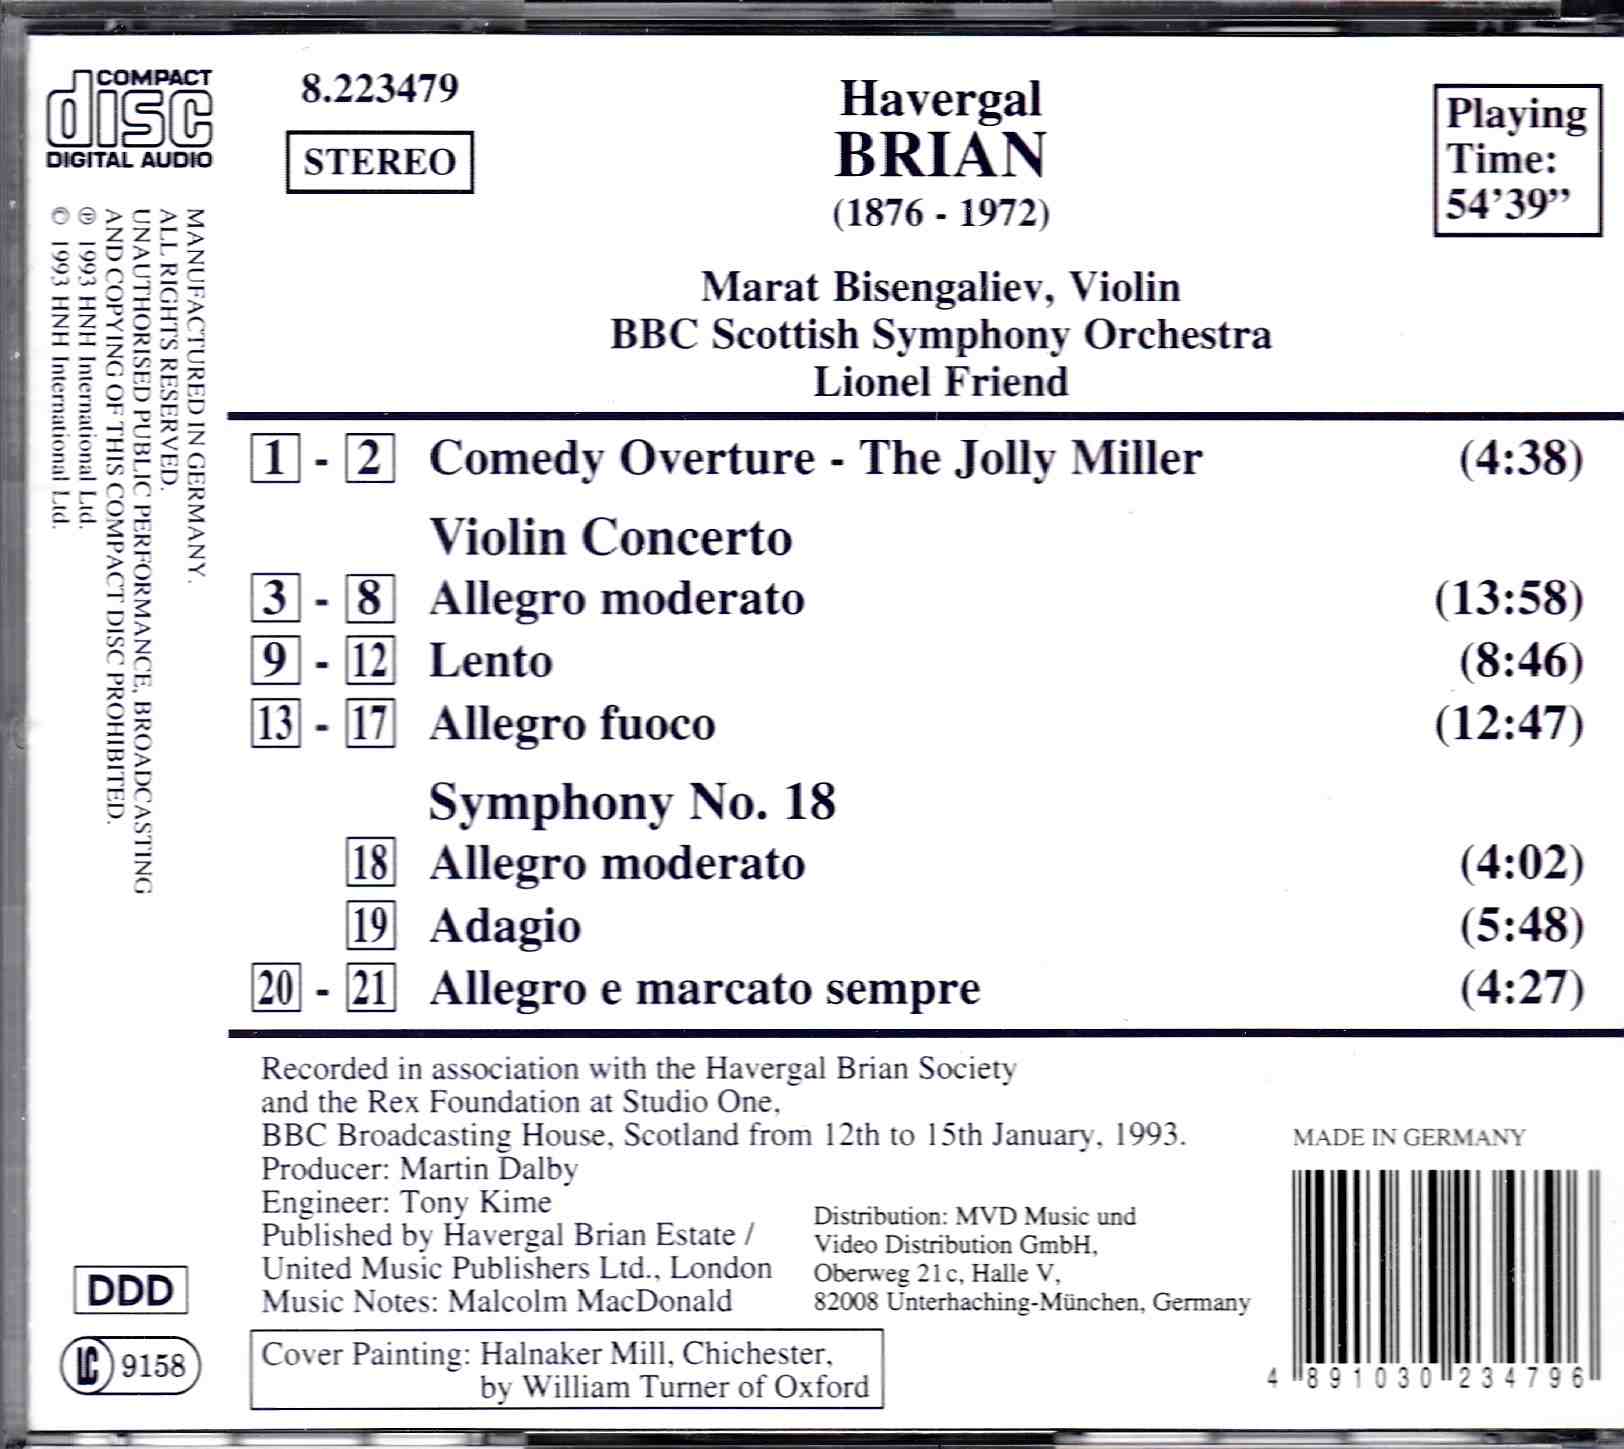 COMPACT
disc
DIGITAL AUDIO
8.223479
STEREO
Havergal
BRIAN
(1876 - 1972)
Playing
Time:
54’39”
Marat Bisengaliev, Violin
BBC Scottish Symphony Orchestra
Lionel Friend
MANUFACTURED IN GERMANY.
ALL RIGHTS RESERVED.
UNAUTHORISED PUBLIC PERFORMANCE, BROADCASTING
AND COPYING OF THIS COMPACT DISC PROHIBITED.
℗ 1993 HNH International Ltd.
© 1993 HNH International Ltd.
1 - 2 Comedy Overture - The Jolly Miller (4:38)
Violin Concerto
3 - 8 Allegro moderato (13:58)
9 - 12 Lento (8:46)
13 - 17 Allegro fuoco (12:47)
Symphony No. 18
18 Allegro moderato (4:02)
19 Adagio (5:48)
20 - 21 Allegro e marcato sempre (4:27)
Recorded in association with the Havergal Brian Society
and the Rex Foundation at Studio One,
BBC Broadcasting House, Scotland from 12th to 15th January, 1993.
Producer: Martin Dalby
Engineer: Tony Kime
Published by Havergal Brian Estate /
United Music Publishers Ltd., London
Music Notes: Malcolm MacDonald
Distribution: MVD Music und
Video Distribution GmbH,
Oberweg 21c, Halle V,
82008 Unterhaching-München, Germany
MADE IN GERMANY
4 891030 234796
DDD
LC 9158
Cover Painting: Halnaker Mill, Chichester,
by William Turner of Oxford